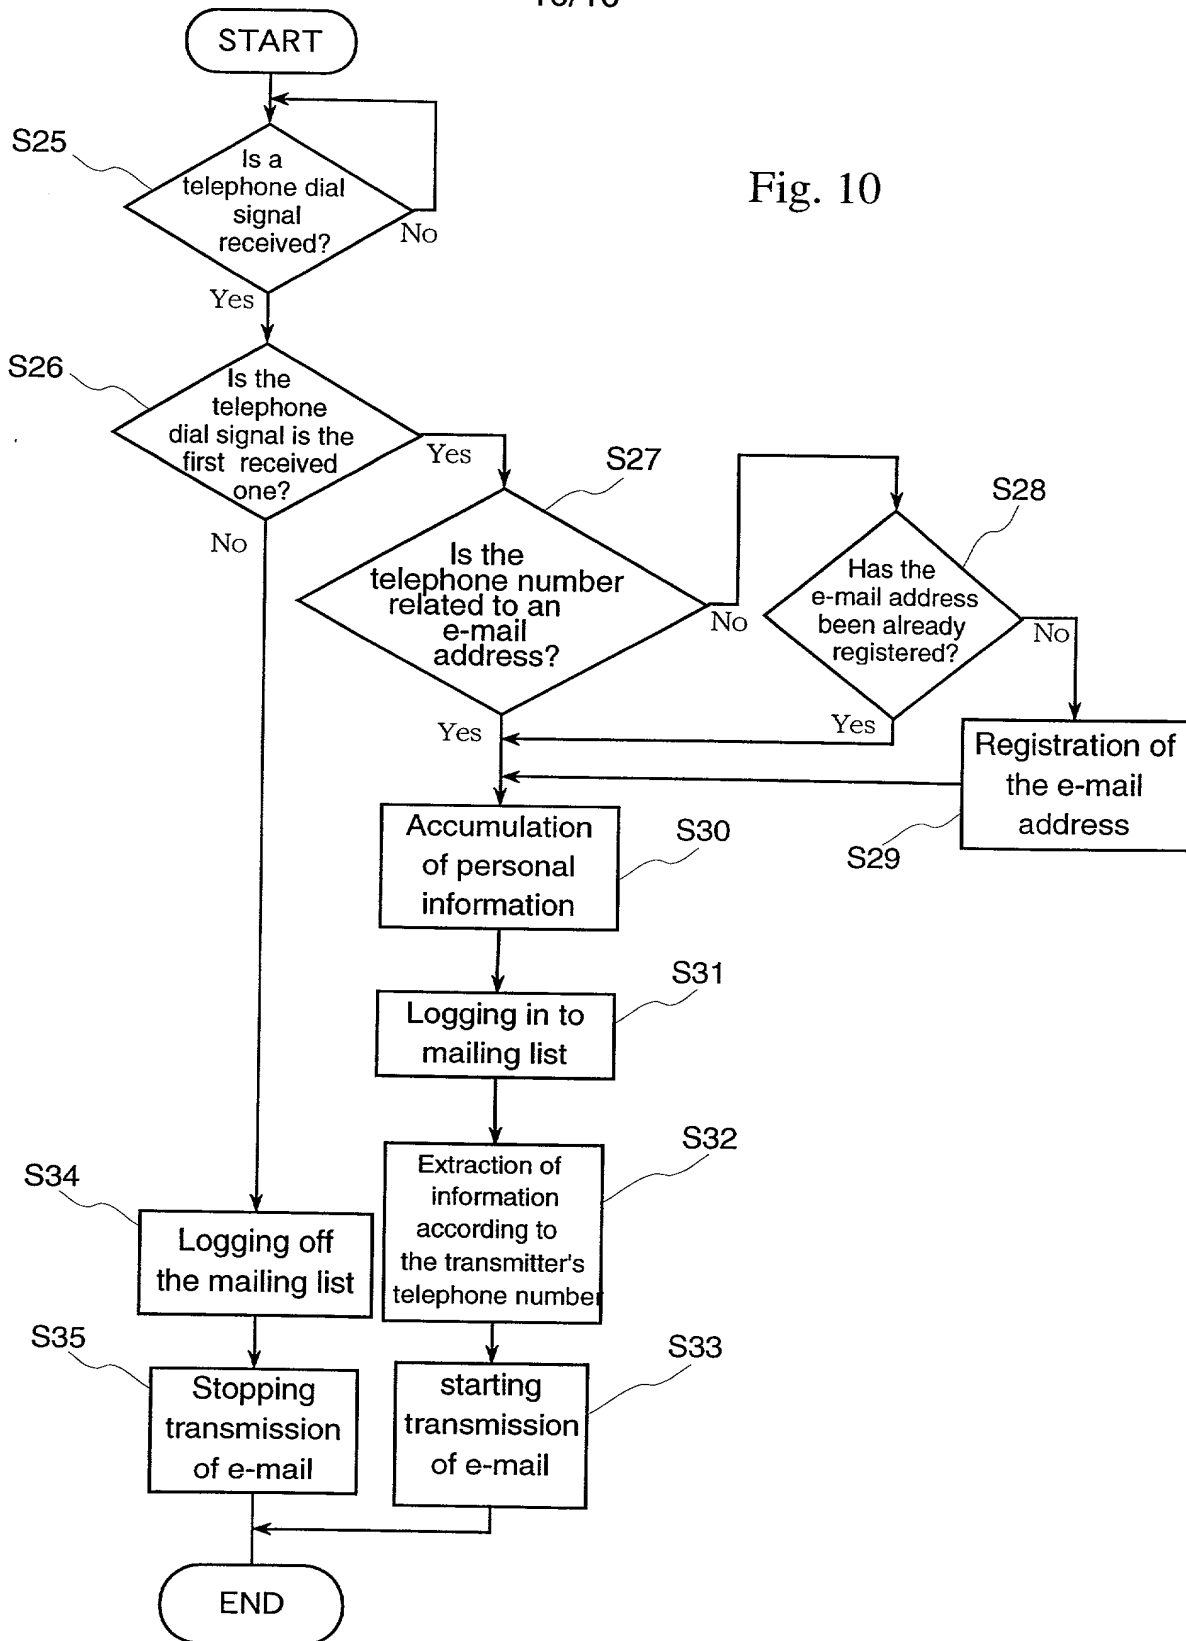 START
S25
Is a
telephone dial
signal
received?
No
Yes
Fig. 10
S26
Is the
telephone
dial signal is the
first received
one?
Yes
No
S27
Is the
telephone number
related to an
e-mail
address?
No
Yes
S28
Has the
e-mail address
been already
registered?
No
Yes
Registration of
the e-mail
address
S29
Accumulation
of personal
information
S30
Logging in to
mailing list
S31
Extraction of
information
according to
the transmitter's
telephone number
S32
S34
Logging off
the mailing list
S35
Stopping
transmission
of e-mail
starting
transmission
of e-mail
S33
END